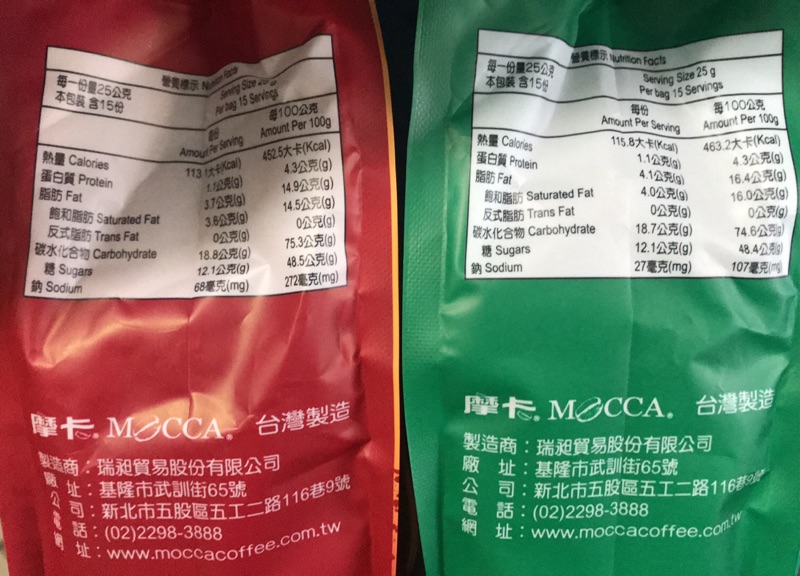 營養標示 Nutrition Facts
每一份量25公克 Serving Size 25 g
本包裝 含15份 Per bag 15 Servings
每份 每100公克
Amount Per Serving Amount Per 100g
熱量 Calories 113.1大卡(Kcal) 452.5大卡(Kcal)
蛋白質 Protein 1.1公克(g) 4.3公克(g)
脂肪 Fat 3.7公克(g) 14.9公克(g)
飽和脂肪 Saturated Fat 3.6公克(g) 14.5公克(g)
反式脂肪 Trans Fat 0公克(g) 0公克(g)
碳水化合物 Carbohydrate 18.8公克(g) 75.3公克(g)
糖 Sugars 12.1公克(g) 48.5公克(g)
鈉 Sodium 68毫克(mg) 272毫克(mg)
摩卡. MOCCA. 台灣製造
製造商：瑞昶貿易股份有限公司
廠 址：基隆市武訓街65號
公 司：新北市五股區五工二路116巷9號
電 話：(02)2298-3888
網 址：www.moccacoffee.com.tw
營養標示 Nutrition Facts
每一份量25公克 Serving Size 25 g
本包裝 含15份 Per bag 15 Servings
每份 每100公克
Amount Per Serving Amount Per 100g
熱量 Calories 115.8大卡(Kcal) 463.2大卡(Kcal)
蛋白質 Protein 1.1公克(g) 4.3公克(g)
脂肪 Fat 4.1公克(g) 16.4公克(g)
飽和脂肪 Saturated Fat 4.0公克(g) 16.0公克(g)
反式脂肪 Trans Fat 0公克(g) 0公克(g)
碳水化合物 Carbohydrate 18.7公克(g) 74.6公克(g)
糖 Sugars 12.1公克(g) 48.4公克(g)
鈉 Sodium 27毫克(mg) 107毫克(mg)
摩卡. MOCCA. 台灣製造
製造商：瑞昶貿易股份有限公司
廠 址：基隆市武訓街65號
公 司：新北市五股區五工二路116巷9號
電 話：(02)2298-3888
網 址：www.moccacoffee.com.tw